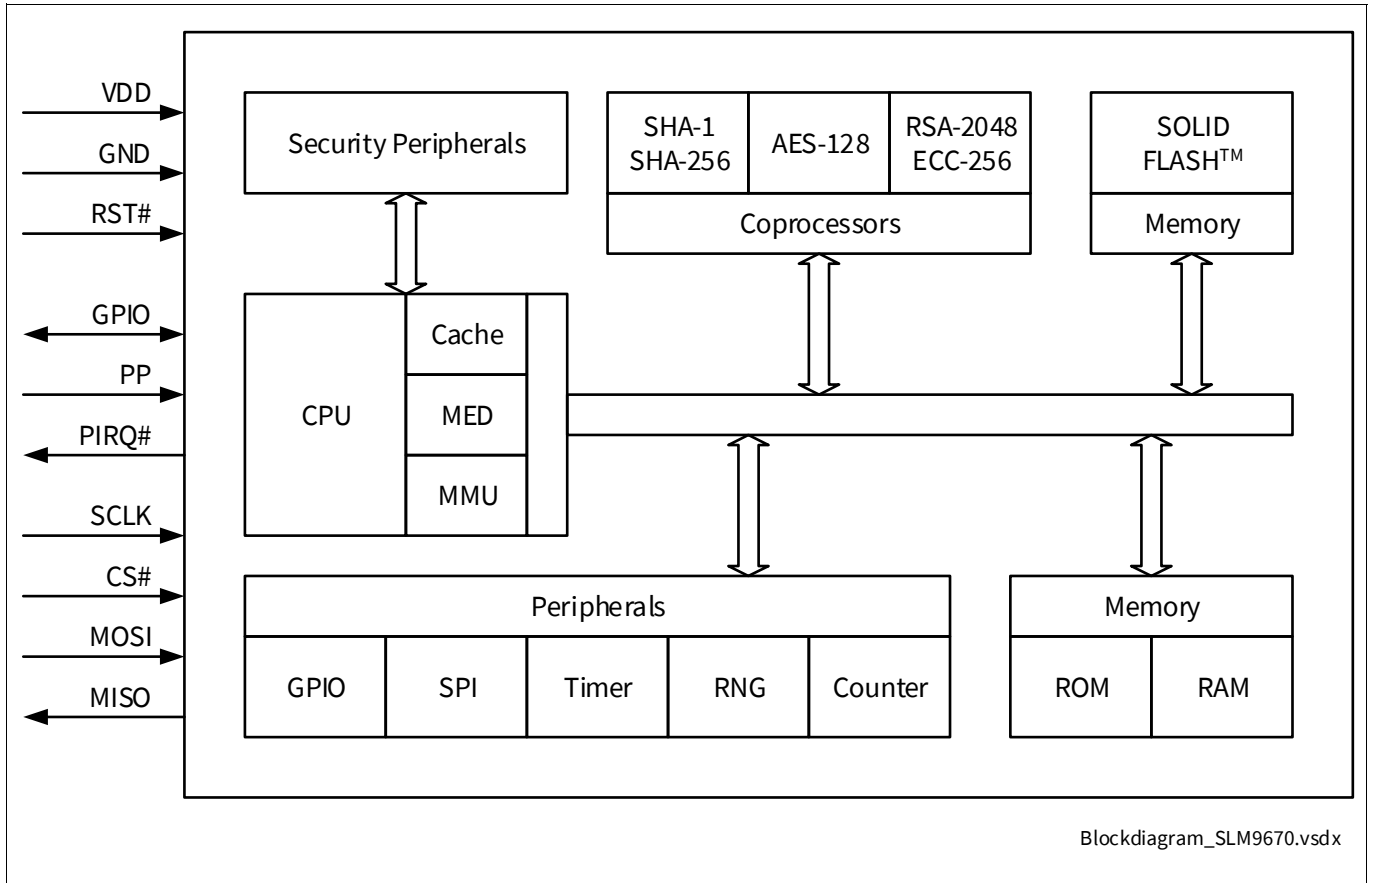 VDD
GND
RST#
GPIO
PP
PIRQ#
SCLK
CS#
MOSI
MISO
Security Peripherals
SHA-1
SHA-256
AES-128
RSA-2048
ECC-256
Coprocessors
SOLID
FLASH™
Memory
CPU
Cache
MED
MMU
Peripherals
GPIO
SPI
Timer
RNG
Counter
Memory
ROM
RAM
Blockdiagram_SLM9670.vsdx